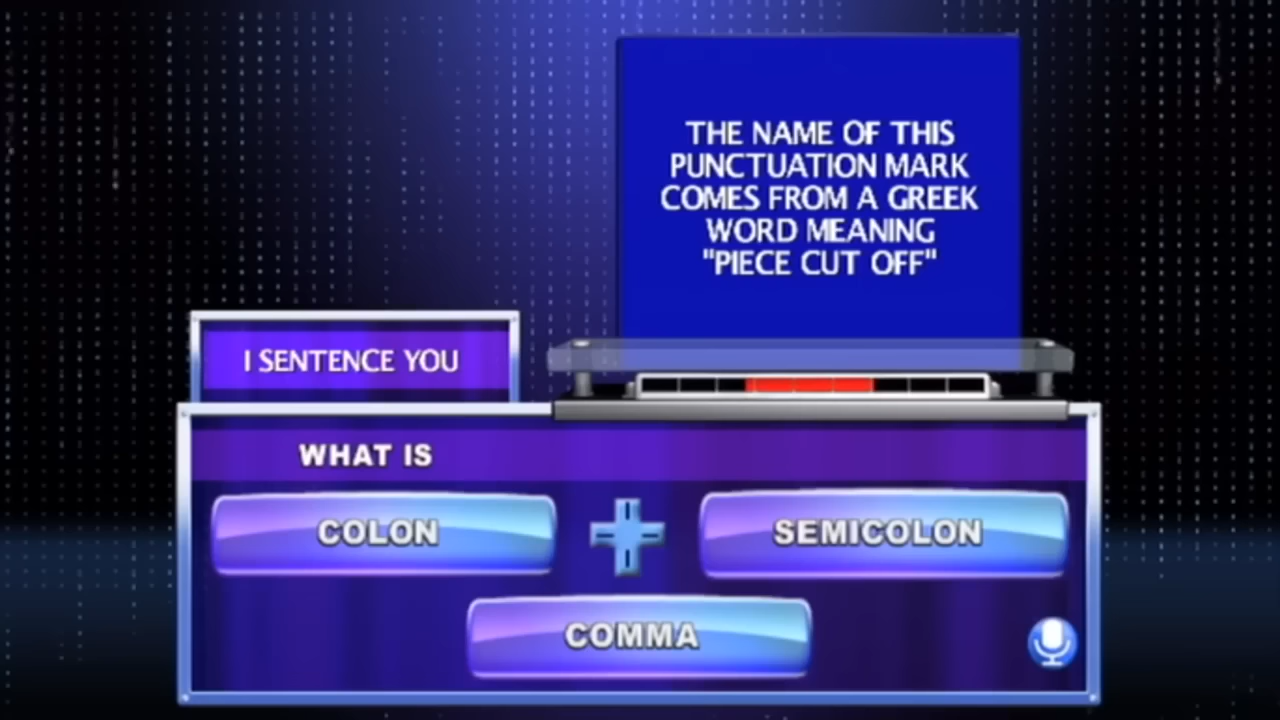 THE NAME OF THIS
PUNCTUATION MARK
COMES FROM A GREEK
WORD MEANING
"PIECE CUT OFF"
I SENTENCE YOU
WHAT IS
COLON
SEMICOLON
COMMA